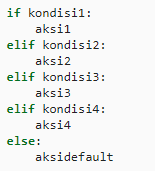 if kondisi1:
    aksi1
elif kondisi2:
    aksi2
elif kondisi3:
    aksi3
elif kondisi4:
    aksi4
else:
    aksidefault